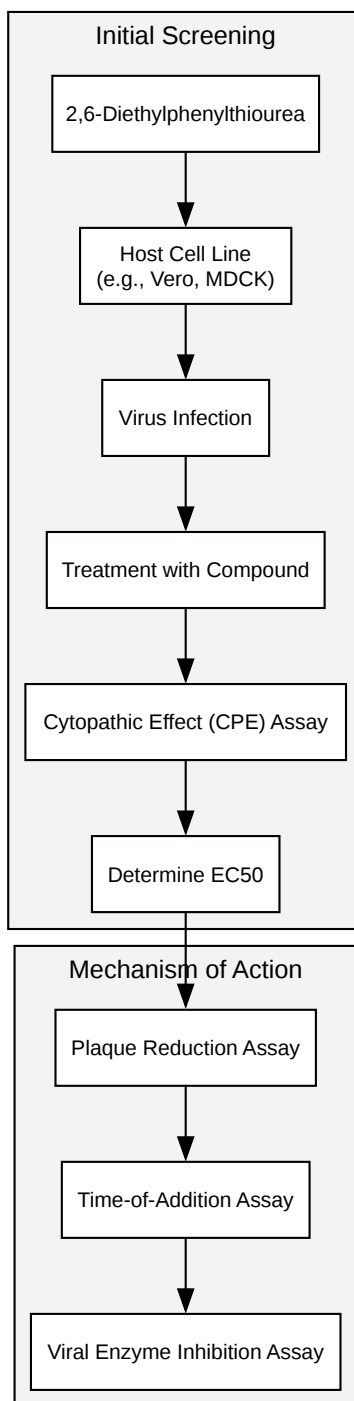 Initial Screening
2,6-Diethylphenylthiourea
Host Cell Line
(e.g., Vero, MDCK)
Virus Infection
Treatment with Compound
Cytopathic Effect (CPE) Assay
Determine EC50
Mechanism of Action
Plaque Reduction Assay
Time-of-Addition Assay
Viral Enzyme Inhibition Assay